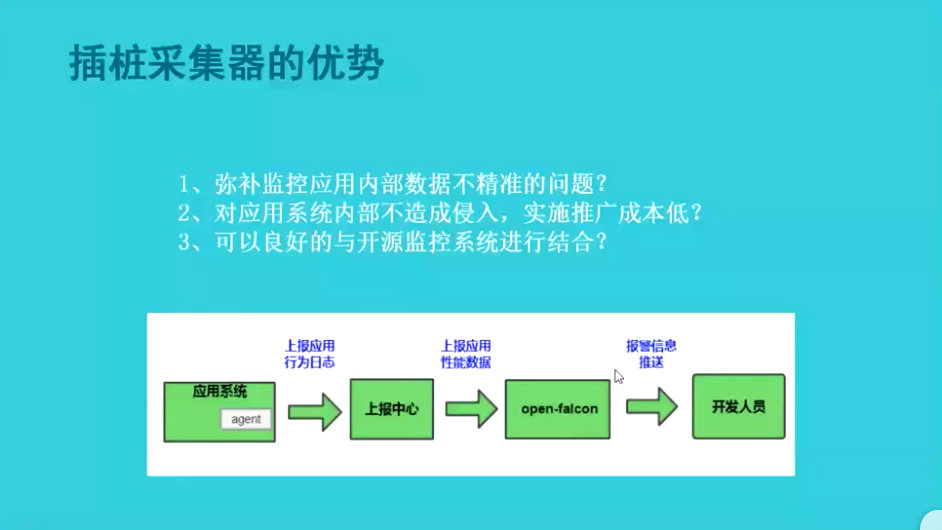 插桩采集器的优势
1、弥补监控应用内部数据不精准的问题？
2、对应用系统内部不造成侵入，实施推广成本低？
3、可以良好的与开源监控系统进行结合？
上报应用
行为日志
上报应用
性能数据
报警信息
推送
应用系统
agent
上报中心
open-falcon
开发人员